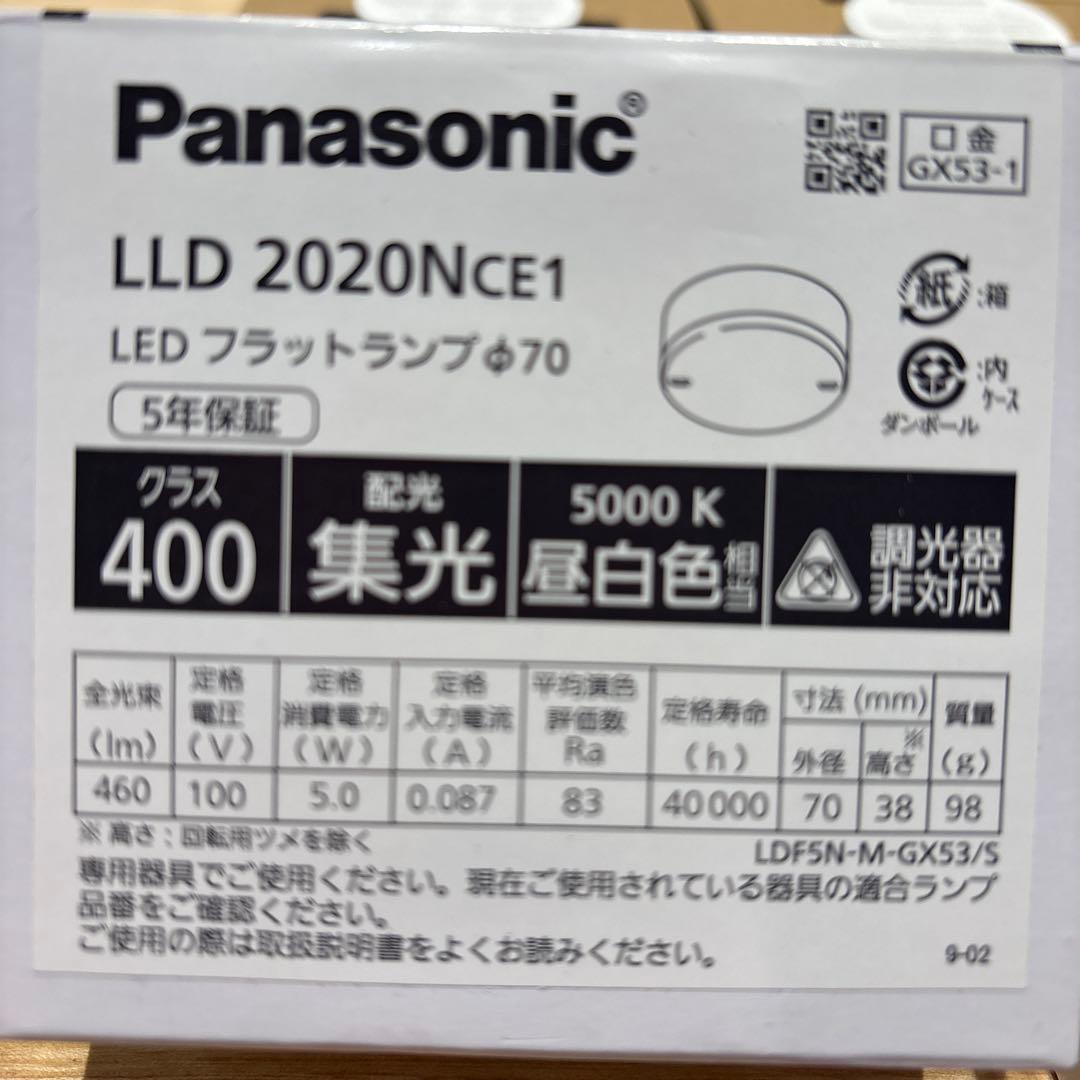 Panasonic®
口金
GX53-1
LLD 2020NCE1
LED フラットランプφ70
5年保証
紙 :箱
:内ケース
ダンボール
クラス
400
配光
集光
5000 K
昼白色相当
調光器
非対応
全光束 (lm) 定格電圧 (V) 定格消費電力 (W) 定格入力電流 (A) 平均演色評価数 Ra 定格寿命 (h) 寸法 (mm) 外径 高さ※ 質量 (g)
460 100 5.0 0.087 83 40000 70 38 98
※ 高さ：回転用ツメを除く
LDF5N-M-GX53/S
専用器具でご使用ください。現在ご使用されている器具の適合ランプ
品番をご確認ください。
ご使用の際は取扱説明書をよくお読みください。
9-02